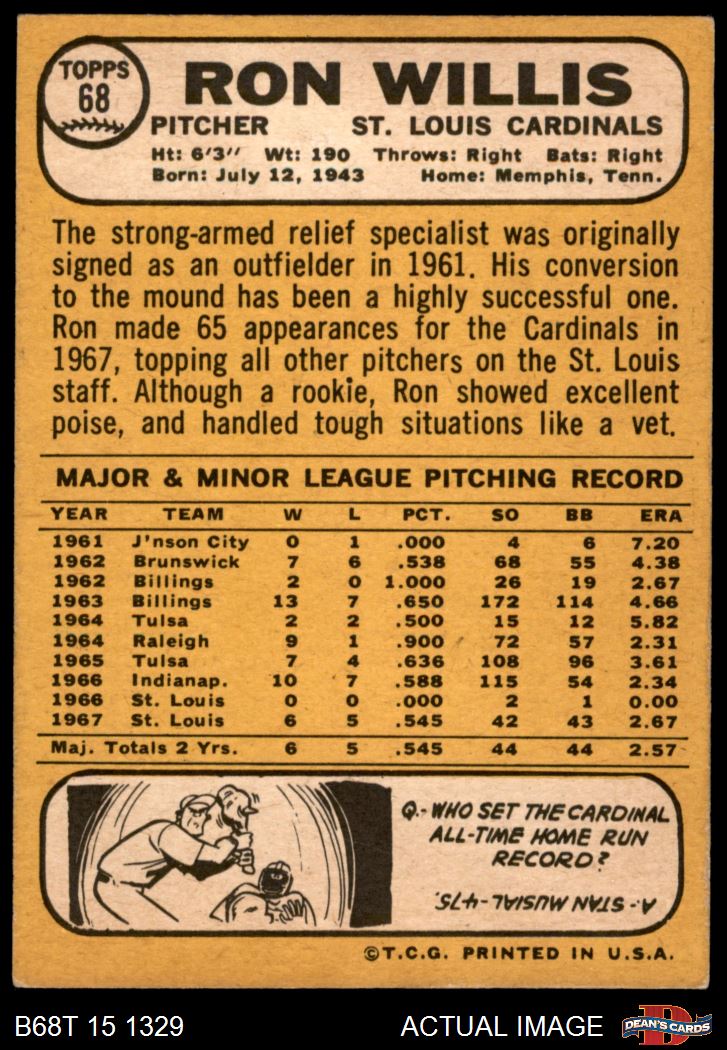 TOPPS
68
RON WILLIS
PITCHER ST. LOUIS CARDINALS
Ht: 6'3" Wt: 190 Throws: Right Bats: Right
Born: July 12, 1943 Home: Memphis, Tenn.
The strong-armed relief specialist was originally
signed as an outfielder in 1961. His conversion
to the mound has been a highly successful one.
Ron made 65 appearances for the Cardinals in
1967, topping all other pitchers on the St. Louis
staff. Although a rookie, Ron showed excellent
poise, and handled tough situations like a vet.
MAJOR & MINOR LEAGUE PITCHING RECORD
YEAR TEAM W L PCT. SO BB ERA
1961 J'nson City 0 1 .000 4 6 7.20
1962 Brunswick 7 6 .538 68 55 4.38
1962 Billings 2 0 1.000 26 19 2.67
1963 Billings 13 7 .650 172 114 4.66
1964 Tulsa 2 2 .500 15 12 5.82
1964 Raleigh 9 1 .900 72 57 2.31
1965 Tulsa 7 4 .636 108 96 3.61
1966 Indianap. 10 7 .588 115 54 2.34
1966 St. Louis 0 0 .000 2 1 0.00
1967 St. Louis 6 5 .545 42 43 2.67
Maj. Totals 2 Yrs. 6 5 .545 44 44 2.57
Q.- WHO SET THE CARDINAL
ALL-TIME HOME RUN
RECORD?
A.- STAN MUSIAL -475.
©T.C.G. PRINTED IN U.S.A.
B68T 15 1329 ACTUAL IMAGE
D
DEAN'S CARDS